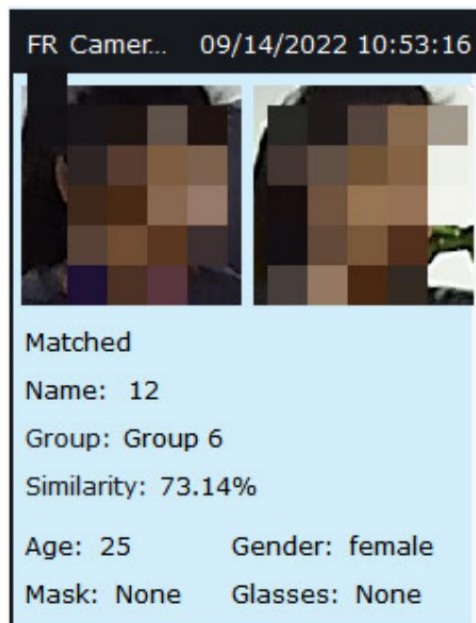 FR Camer... 09/14/2022 10:53:16
Matched
Name: 12
Group: Group 6
Similarity: 73.14%
Age: 25 Gender: female
Mask: None Glasses: None